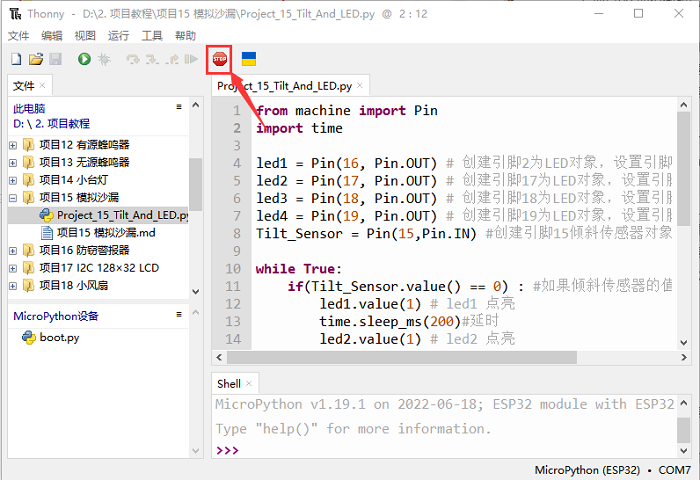 Thonny - D:\2. 项目教程\项目15 模拟沙漏\Project_15_Tilt_And_LED.py @ 2 : 12
文件 编辑 视图 运行 工具 帮助
STOP
文件 ×
此电脑
D: \ 2. 项目教程
项目12 有源蜂鸣器
项目13 无源蜂鸣器
项目14 小台灯
项目15 模拟沙漏
Project_15_Tilt_And_LED.py
项目15 模拟沙漏.md
项目16 防窃警报器
项目17 I2C 128×32 LCD
项目18 小风扇
MicroPython设备
boot.py
Project_15_Tilt_And_LED.py ×
1 from machine import Pin
2 import time
3
4 led1 = Pin(16, Pin.OUT) # 创建引脚2为LED对象，设置引脚
5 led2 = Pin(17, Pin.OUT) # 创建引脚17为LED对象，设置引脚
6 led3 = Pin(18, Pin.OUT) # 创建引脚18为LED对象，设置引脚
7 led4 = Pin(19, Pin.OUT) # 创建引脚19为LED对象，设置引脚
8 Tilt_Sensor = Pin(15,Pin.IN) #创建引脚15倾斜传感器对象
9
10 while True:
11 if(Tilt_Sensor.value() == 0) : #如果倾斜传感器的值
12 led1.value(1) # led1 点亮
13 time.sleep_ms(200)#延时
14 led2.value(1) # led2 点亮
Shell ×
MicroPython v1.19.1 on 2022-06-18; ESP32 module with ESP32
Type "help()" for more information.
>>>
MicroPython (ESP32) • COM7